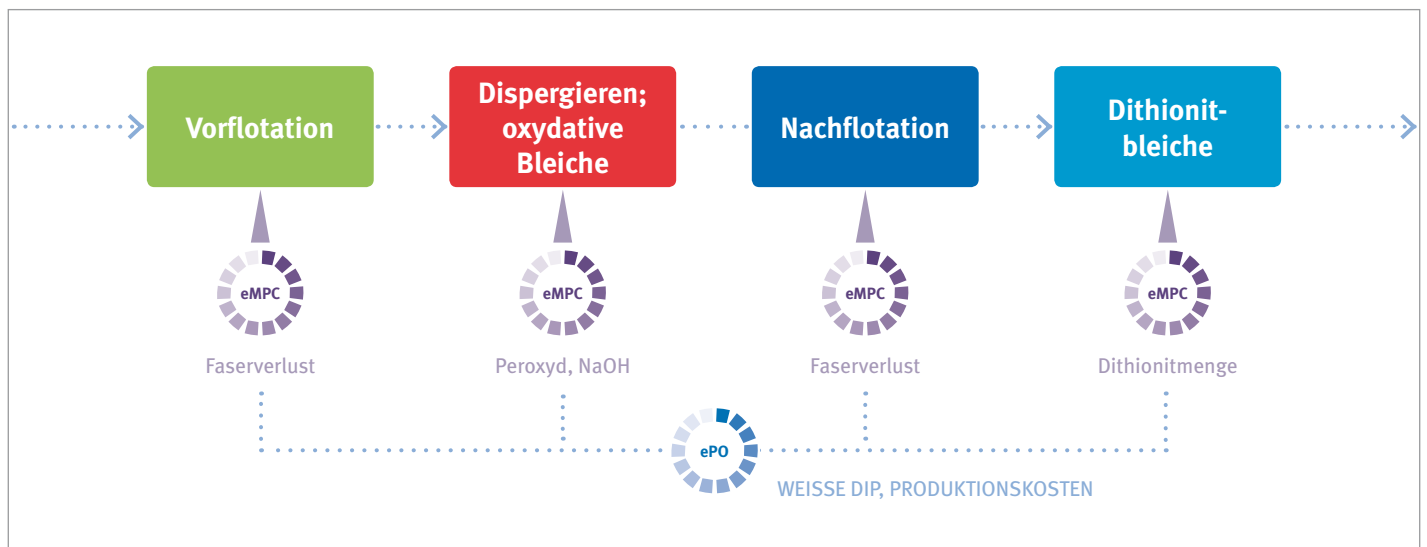 Vorflotation
Dispergieren;
oxydative
Bleiche
Nachflotation
Dithionit-
bleiche
eMPC
eMPC
eMPC
eMPC
Faserverlust
Peroxyd, NaOH
Faserverlust
Dithionitmenge
ePO
WEISSE DIP, PRODUKTIONSKOSTEN